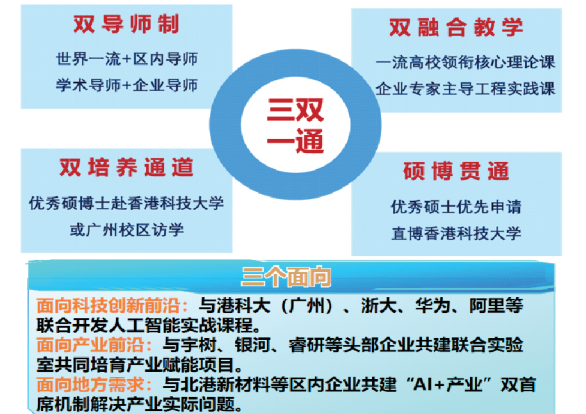 双导师制
世界一流+区内导师
学术导师+企业导师
双融合教学
一流高校领衔核心理论课
企业专家主导工程实践课
三双
一通
双培养通道
优秀硕博士赴香港科技大学
或广州校区访学
硕博贯通
优秀硕士优先申请
直博香港科技大学
三个面向
面向科技创新前沿：与港科大（广州）、浙大、华为、阿里等
联合开发人工智能实战课程。
面向产业前沿：与宇树、银河、睿研等头部企业共建联合实验
室共同培育产业赋能项目。
面向地方需求：与北港新材料等区内企业共建“AI+产业”双首
席机制解决产业实际问题。